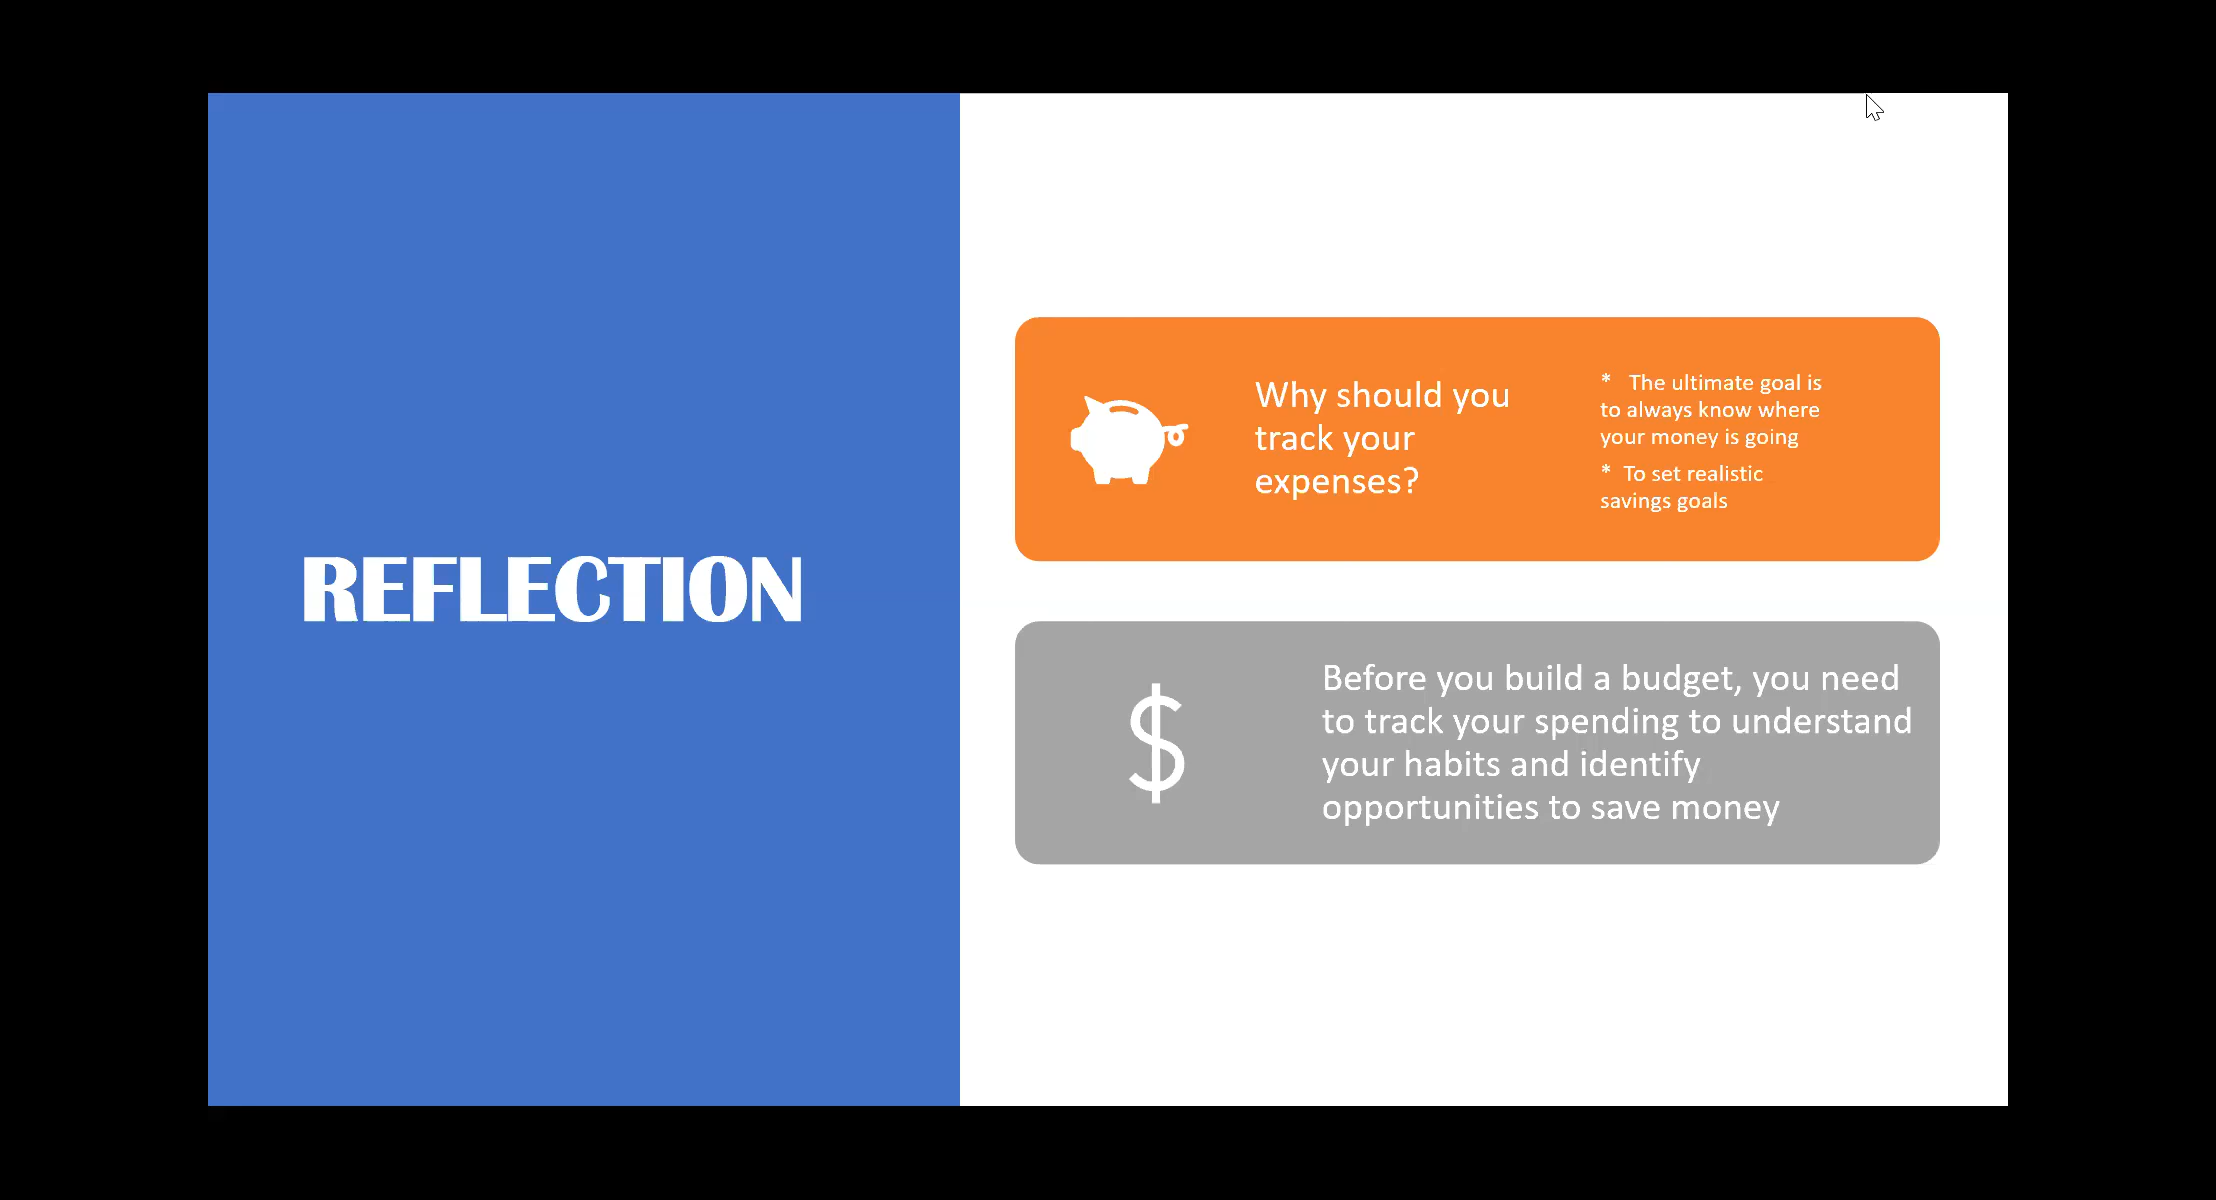 REFLECTION
Why should you
track your
expenses?
* The ultimate goal is
to always know where
your money is going
* To set realistic
savings goals
$
Before you build a budget, you need
to track your spending to understand
your habits and identify
opportunities to save money